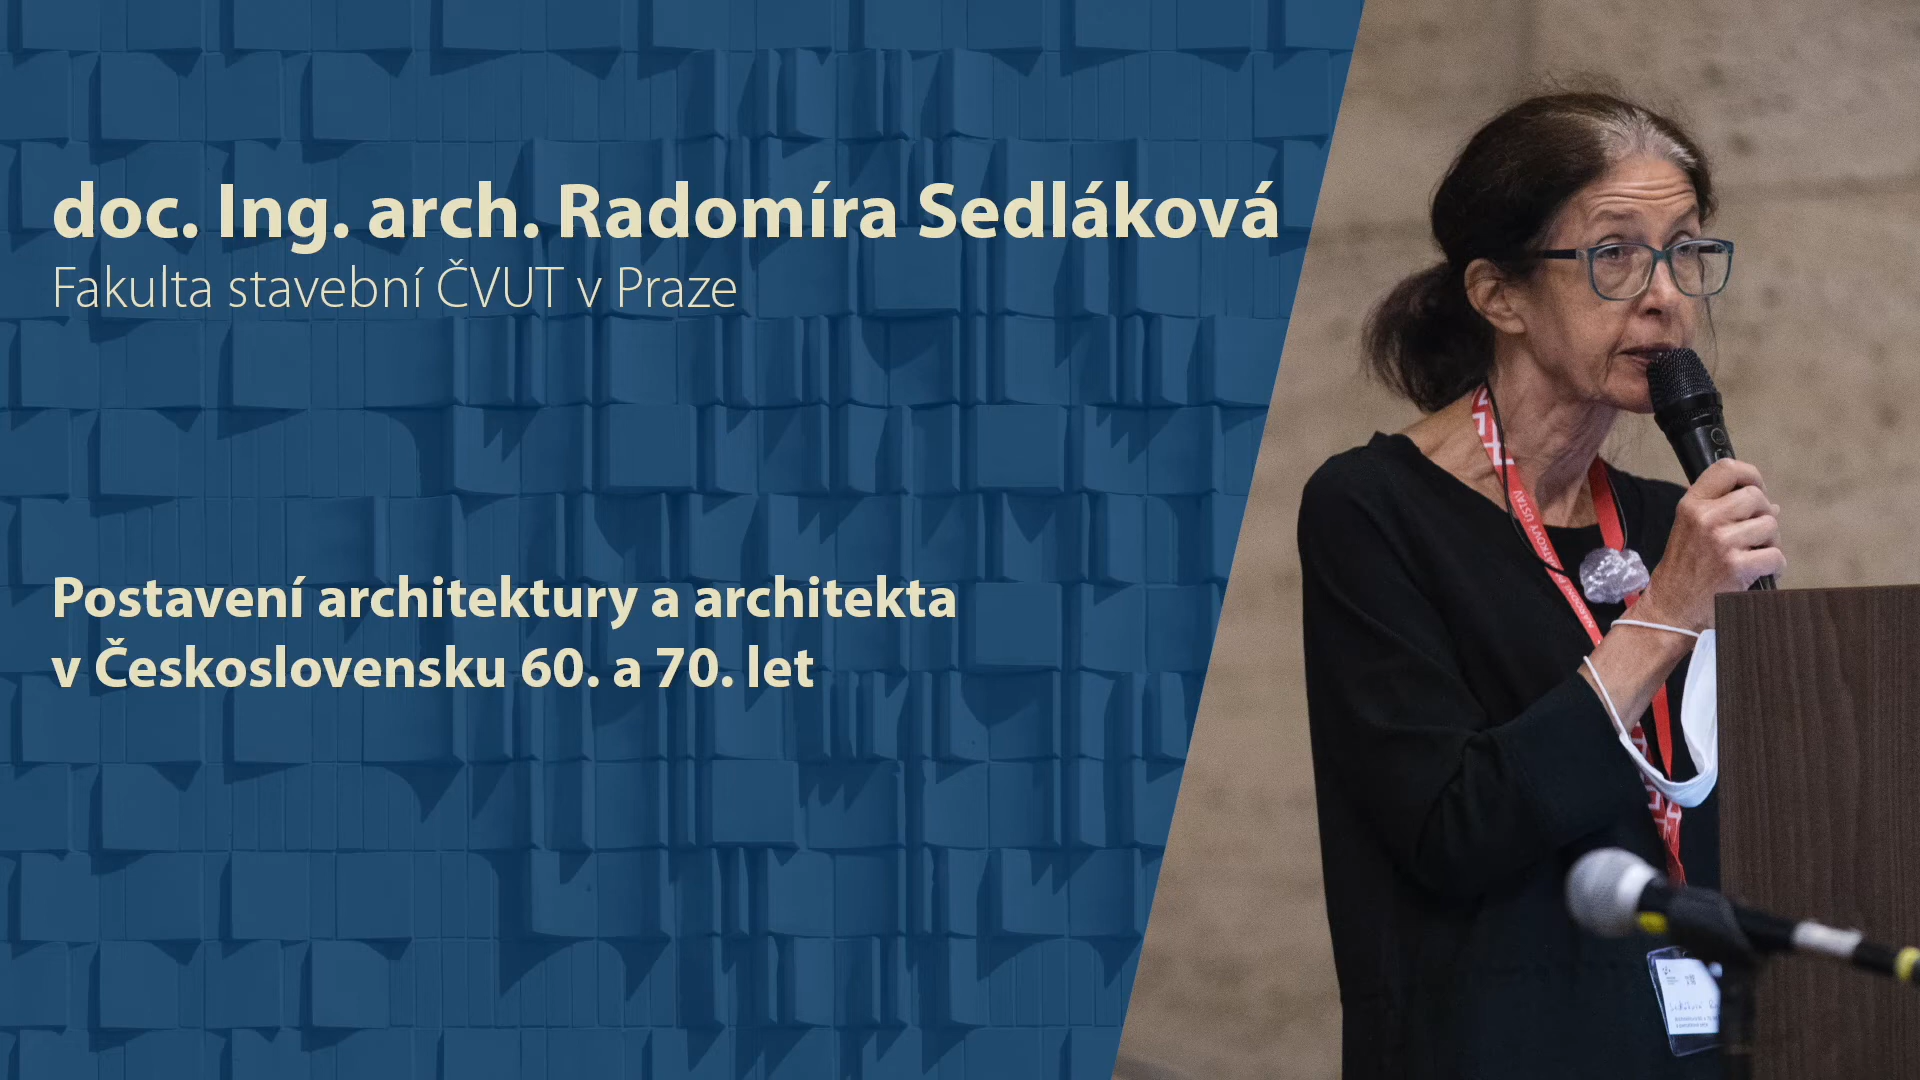 doc. Ing. arch. Radomíra Sedláková
Fakulta stavební ČVUT v Praze
Postavení architektury a architekta
v Československu 60. a 70. let